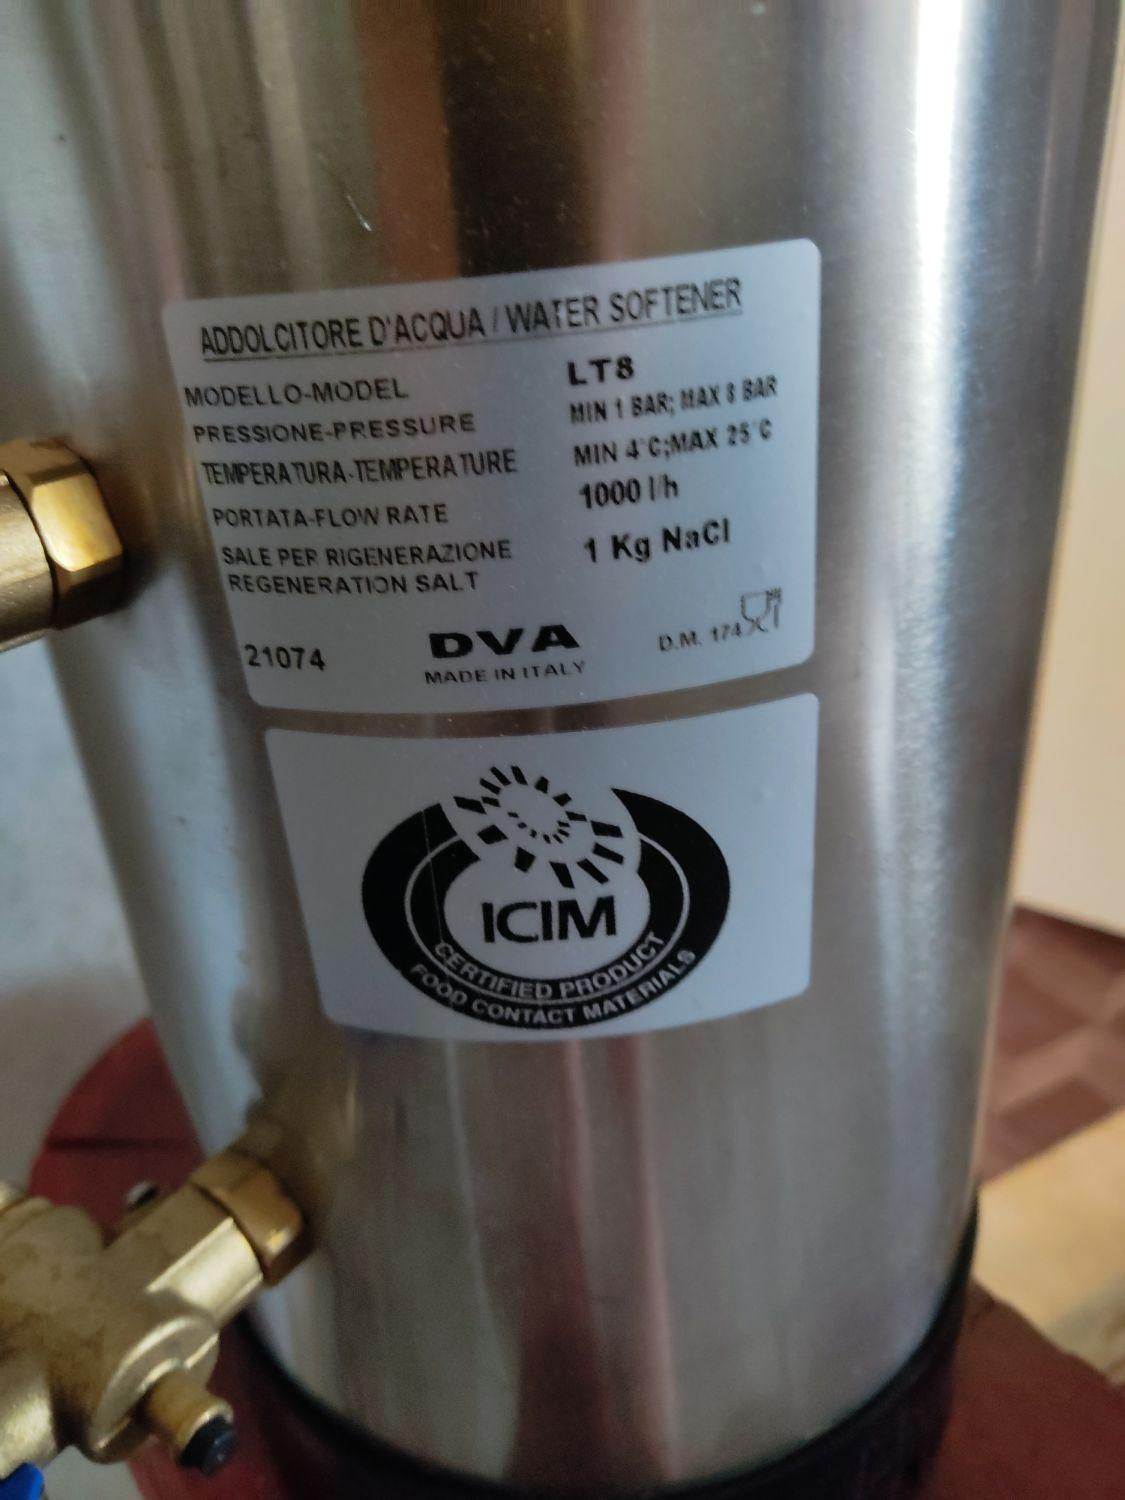 ADDOLCITORE D'ACQUA / WATER SOFTENER
MODELLO-MODEL LT8
PRESSIONE-PRESSURE MIN 1 BAR; MAX 8 BAR
TEMPERATURA-TEMPERATURE MIN 4°C;MAX 25°C
PORTATA-FLOW RATE 1000 l/h
SALE PER RIGENERAZIONE 1 Kg NaCl
REGENERATION SALT
21074 DVA D.M. 174
MADE IN ITALY
ICIM
CERTIFIED PRODUCT
FOOD CONTACT MATERIALS